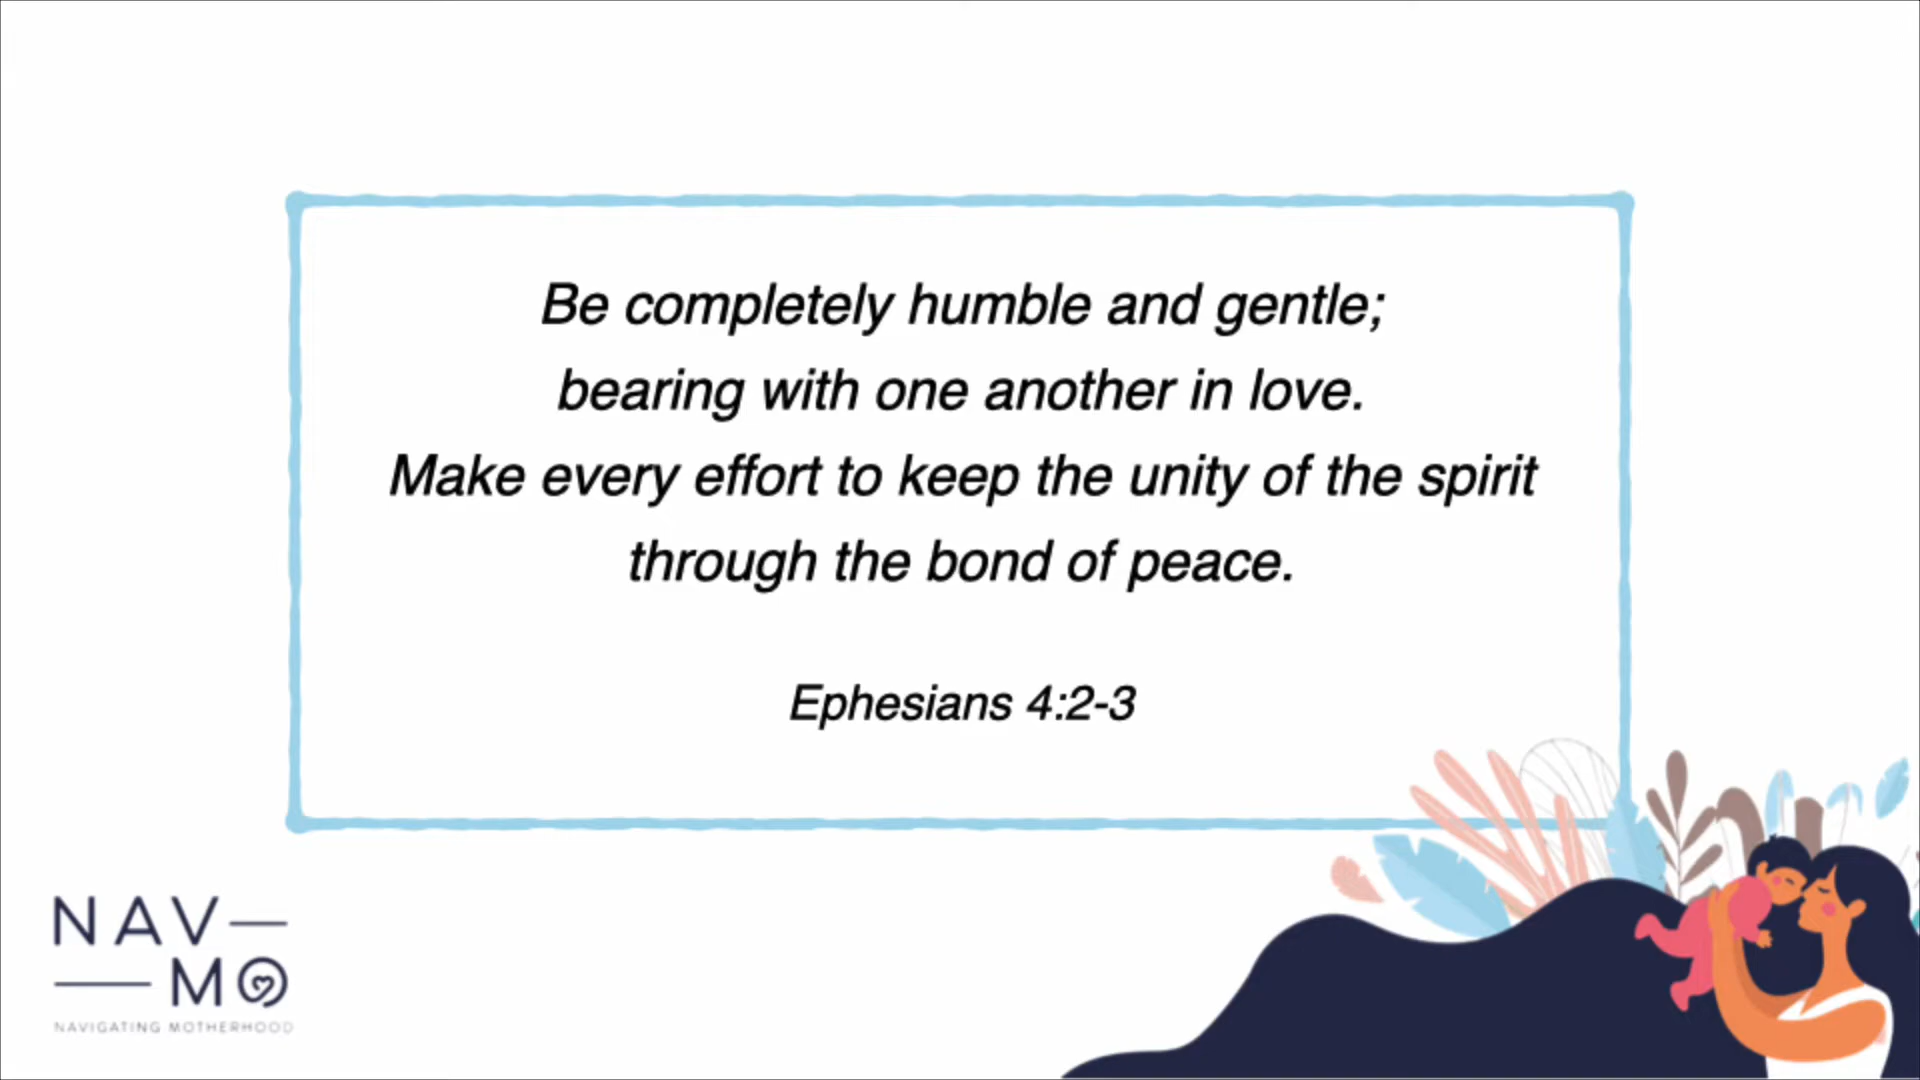 Be completely humble and gentle;
bearing with one another in love.
Make every effort to keep the unity of the spirit
through the bond of peace.
Ephesians 4:2-3
NAV
MO
NAVIGATING MOTHERHOOD